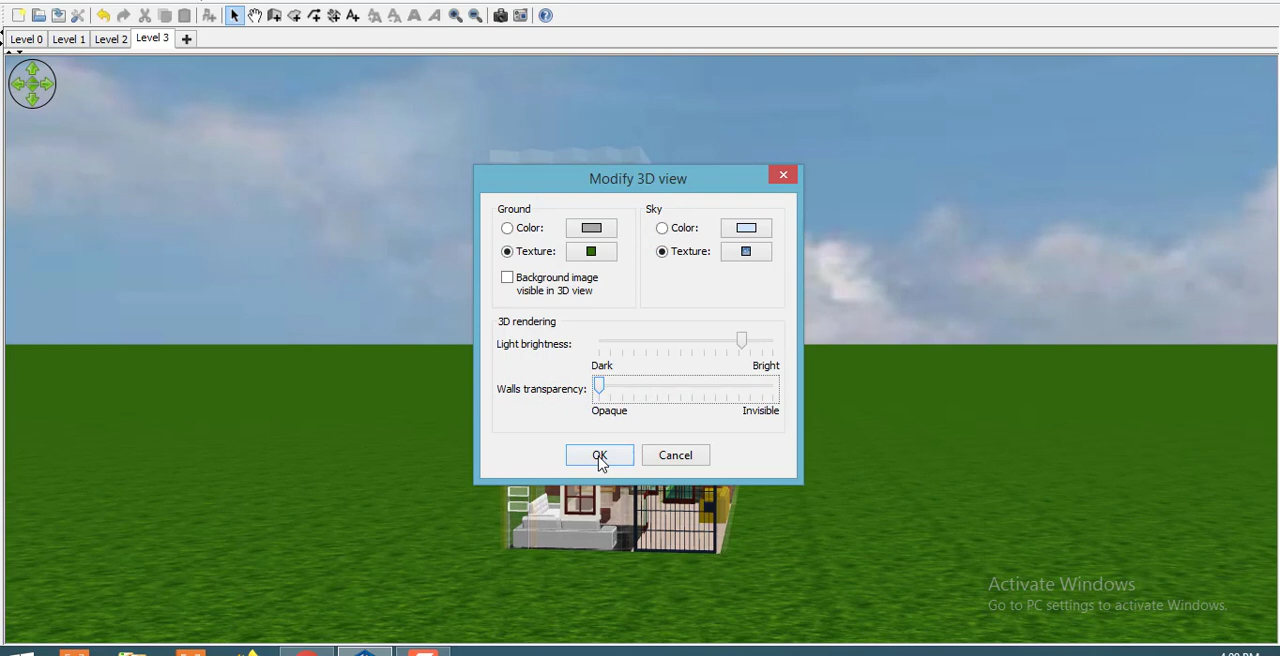 Level 0 Level 1 Level 2 Level 3
Modify 3D view
Ground
Sky
Color:
Color:
Texture:
Texture:
Background image
visible in 3D view
3D rendering
Light brightness:
Dark Bright
Walls transparency:
Opaque Invisible
OK Cancel
Activate Windows
Go to PC settings to activate Windows.